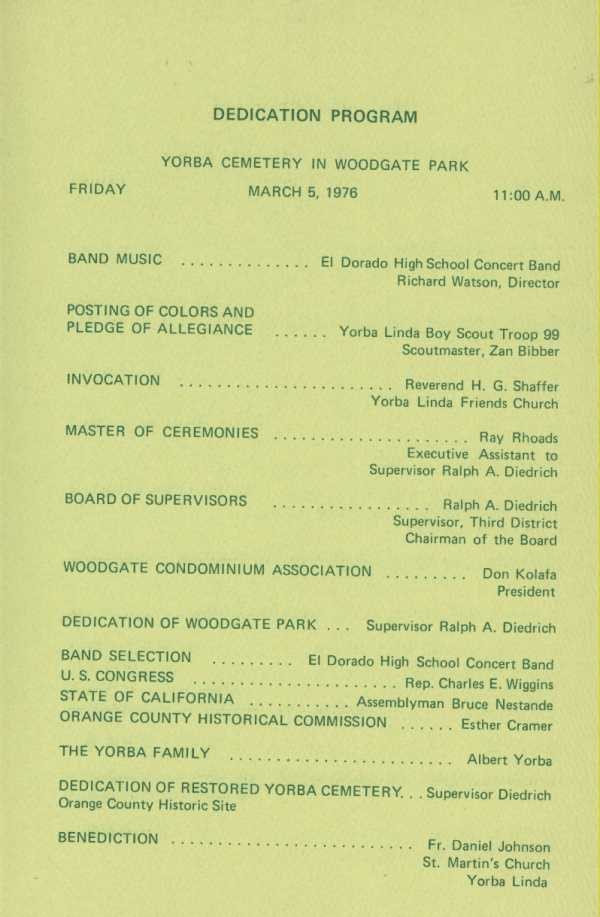 DEDICATION PROGRAM
YORBA CEMETERY IN WOODGATE PARK
FRIDAY MARCH 5, 1976 11:00 A.M.
BAND MUSIC .............. El Dorado High School Concert Band
Richard Watson, Director
POSTING OF COLORS AND
PLEDGE OF ALLEGIANCE ...... Yorba Linda Boy Scout Troop 99
Scoutmaster, Zan Bibber
INVOCATION ....................... Reverend H. G. Shaffer
Yorba Linda Friends Church
MASTER OF CEREMONIES ..................... Ray Rhoads
Executive Assistant to
Supervisor Ralph A. Diedrich
BOARD OF SUPERVISORS ................. Ralph A. Diedrich
Supervisor, Third District
Chairman of the Board
WOODGATE CONDOMINIUM ASSOCIATION ......... Don Kolafa
President
DEDICATION OF WOODGATE PARK ... Supervisor Ralph A. Diedrich
BAND SELECTION ......... El Dorado High School Concert Band
U. S. CONGRESS ...................... Rep. Charles E. Wiggins
STATE OF CALIFORNIA ........... Assemblyman Bruce Nestande
ORANGE COUNTY HISTORICAL COMMISSION ...... Esther Cramer
THE YORBA FAMILY ........................ Albert Yorba
DEDICATION OF RESTORED YORBA CEMETERY... Supervisor Diedrich
Orange County Historic Site
BENEDICTION .......................... Fr. Daniel Johnson
St. Martin's Church
Yorba Linda